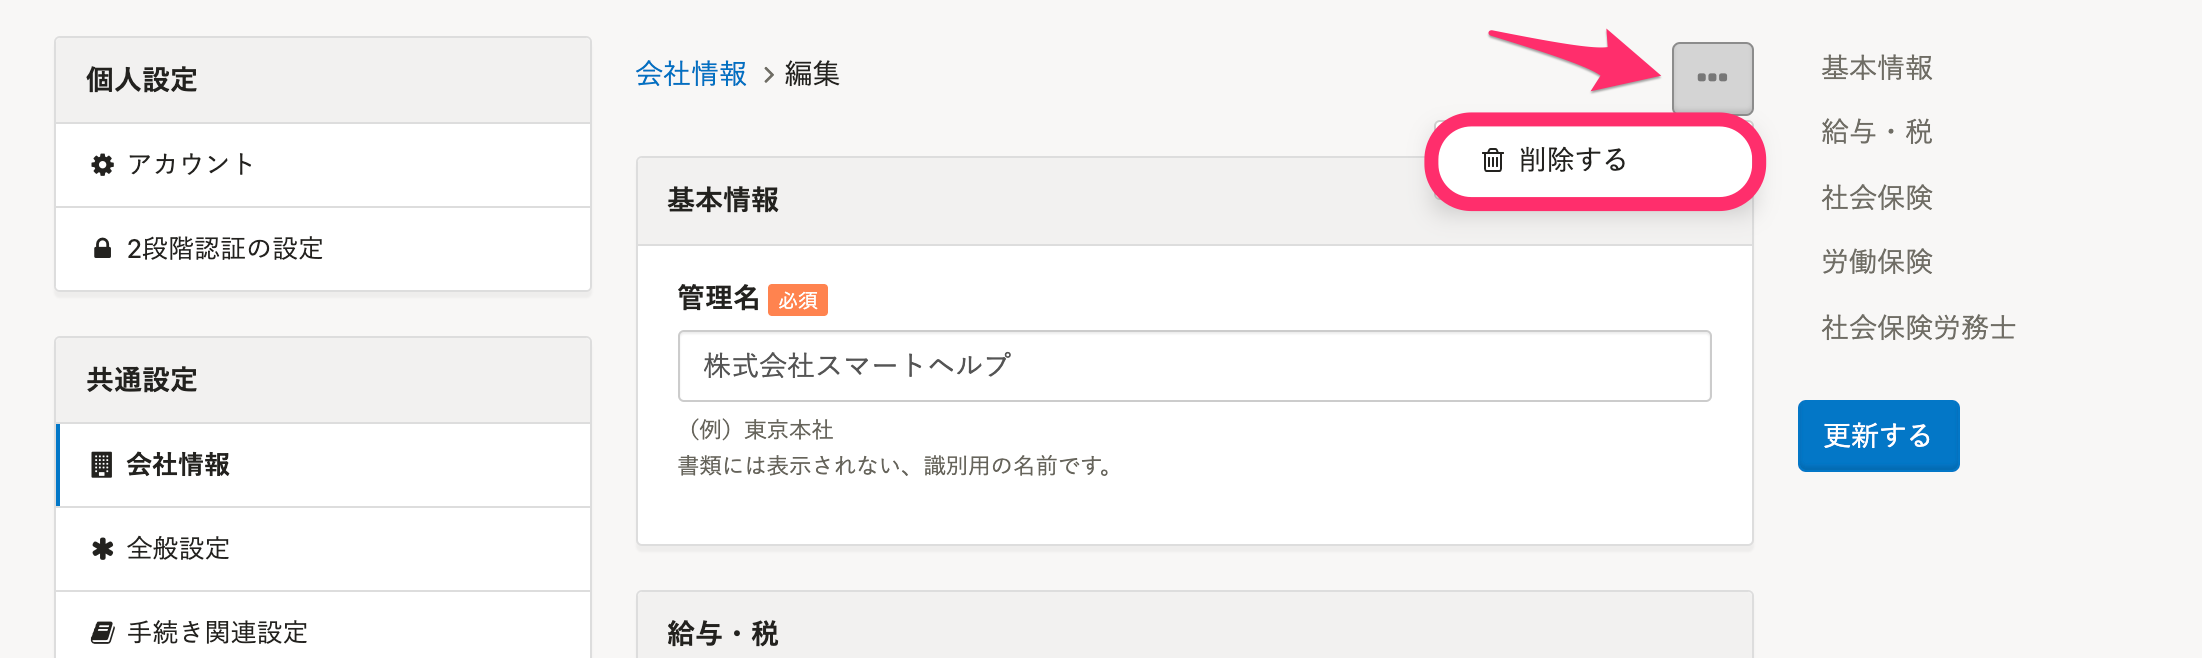 個人設定
アカウント
2段階認証の設定
共通設定
会社情報
全般設定
手続き関連設定
会社情報 > 編集
削除する
基本情報
管理名 必須
株式会社スマートヘルプ
（例）東京本社
書類には表示されない、識別用の名前です。
給与・税
基本情報
給与・税
社会保険
労働保険
社会保険労務士
更新する